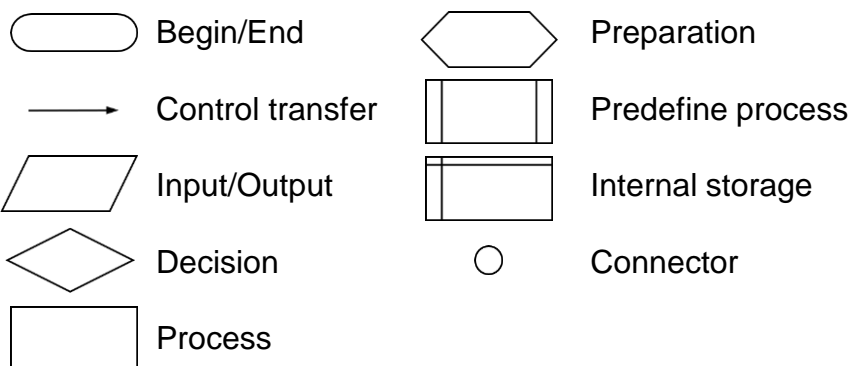 Begin/End
Preparation
Control transfer
Predefine process
Input/Output
Internal storage
Decision
Connector
Process